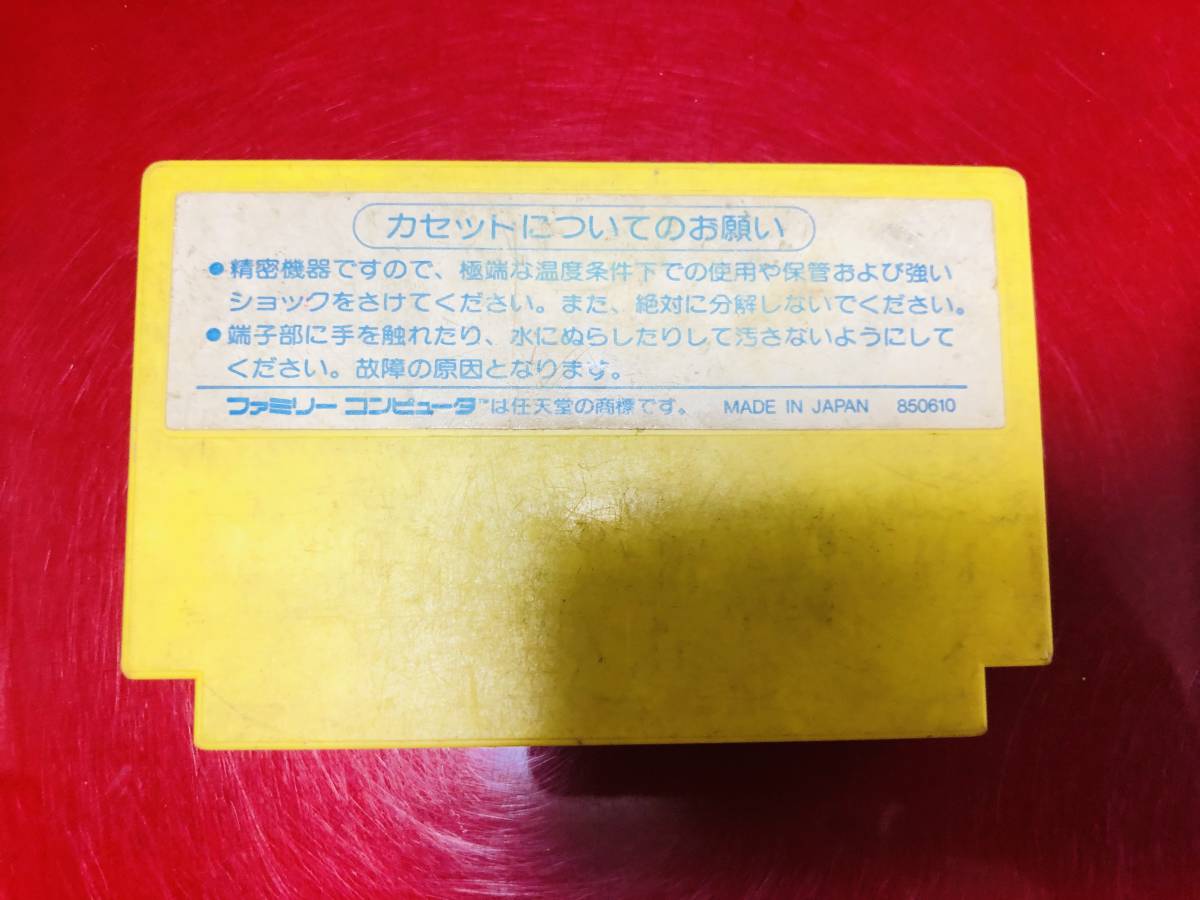 カセットについてのお願い
●精密機器ですので、極端な温度条件下での使用や保管および強い
ショックをさけてください。また、絶対に分解しないでください。
●端子部に手を触れたり、水にぬらしたりして汚さないようにして
ください。故障の原因となります。
ファミリー コンピュータ™は任天堂の商標です。 MADE IN JAPAN 850610